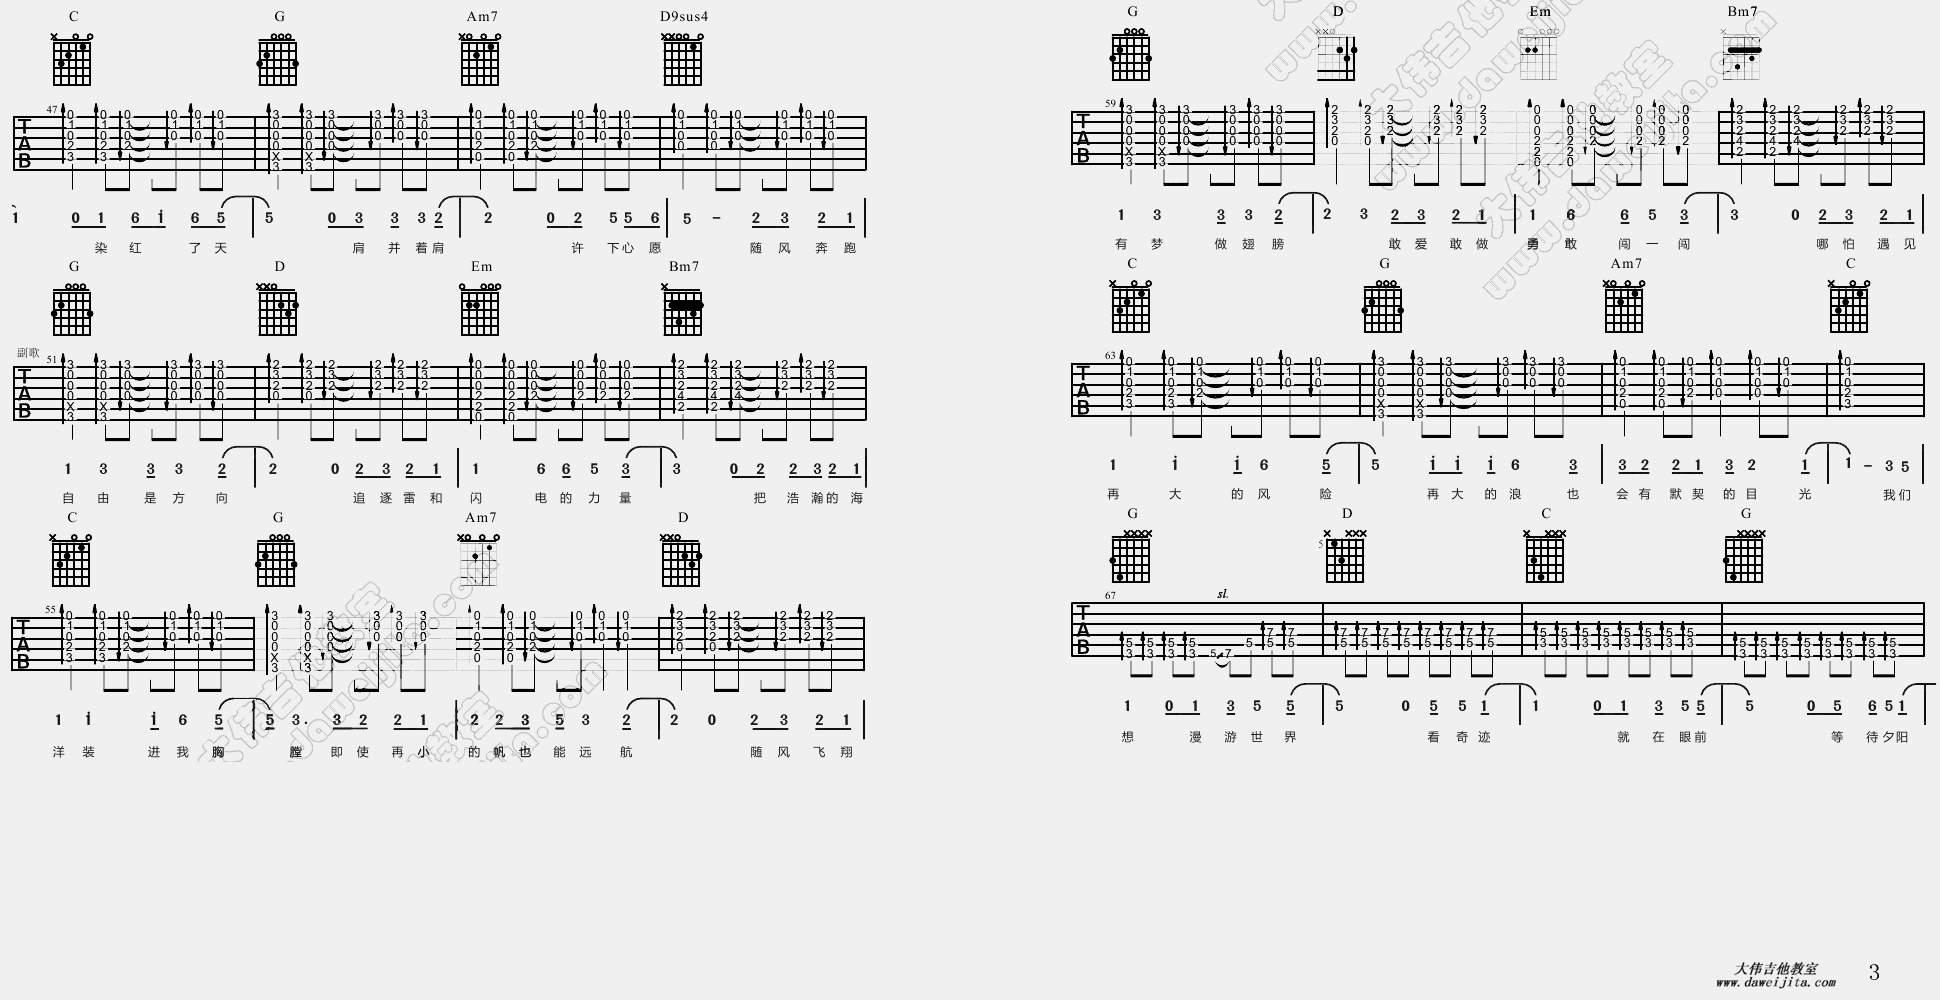 C G Am7 D9sus4
47
1 0 1 6 i 6 5 5 0 3 3 3 2 2 0 2 5 5 6 5 - 2 3 2 1
染 红 了 天 肩 并 着 肩 许 下 心 愿 随 风 奔 跑
G D Em Bm7
副歌 51
1 3 3 3 2 2 0 2 3 2 1 1 6 6 5 3 3 0 2 2 3 2 1
自 由 是 方 向 追 逐 雷 和 闪 电 的 力 量 把 浩 瀚 的 海
C G Am7 D
55
1 i i 6 5 5 3. 3 2 2 1 2 2 3 5 3 2 2 0 2 3 2 1
洋 装 进 我 胸 膛 即 使 再 小 的 帆 也 能 远 航 随 风 飞 翔
G D Em Bm7
59
1 3 3 3 2 2 3 2 3 2 1 1 6 6 5 3 3 0 2 3 2 1
有 梦 做 翅 膀 敢 爱 敢 做 勇 敢 闯 一 闯 哪 怕 遇 见
C G Am7 C
63
1 i i 6 5 5 i i i 6 3 3 2 2 1 3 2 1 1 - 3 5
再 大 的 风 险 再 大 的 浪 也 会 有 默 契 的 目 光 我 们
G D C G
5
67 sl.
1 0 1 3 5 5 5 0 5 5 1 1 0 1 3 5 5 5 0 5 6 5 1
想 漫 游 世 界 看 奇 迹 就 在 眼 前 等 待 夕 阳
大伟吉他教室
www.daweijita.com
3